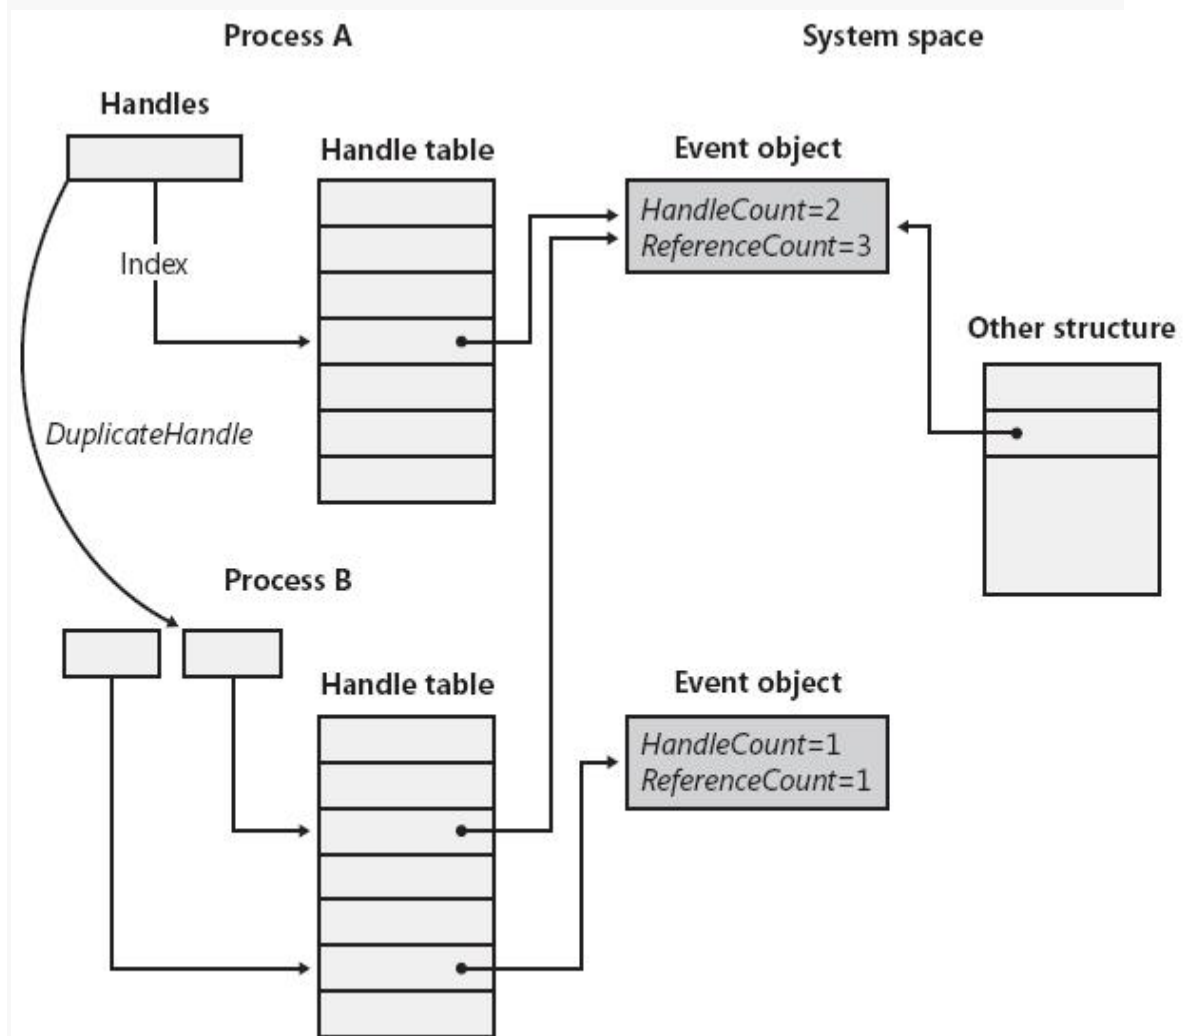 Process A
System space
Handles
Handle table
Event object
HandleCount=2
ReferenceCount=3
Index
Other structure
DuplicateHandle
Process B
Handle table
Event object
HandleCount=1
ReferenceCount=1